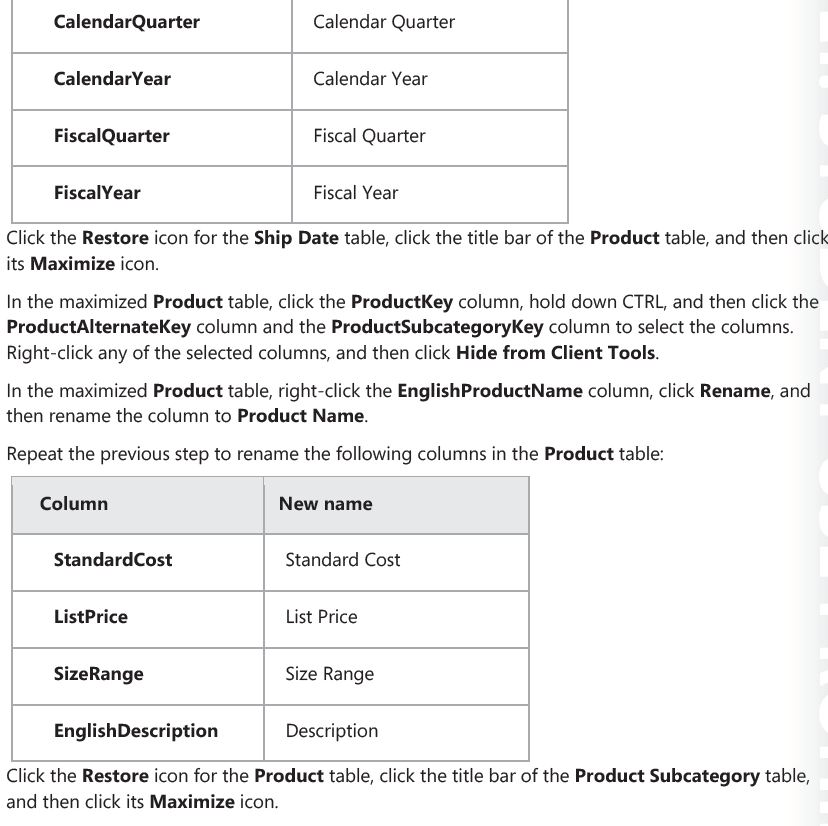 CalendarQuarter Calendar Quarter
CalendarYear Calendar Year
FiscalQuarter Fiscal Quarter
FiscalYear Fiscal Year
Click the Restore icon for the Ship Date table, click the title bar of the Product table, and then click
its Maximize icon.
In the maximized Product table, click the ProductKey column, hold down CTRL, and then click the
ProductAlternateKey column and the ProductSubcategoryKey column to select the columns.
Right-click any of the selected columns, and then click Hide from Client Tools.
In the maximized Product table, right-click the EnglishProductName column, click Rename, and
then rename the column to Product Name.
Repeat the previous step to rename the following columns in the Product table:
Column New name
StandardCost Standard Cost
ListPrice List Price
SizeRange Size Range
EnglishDescription Description
Click the Restore icon for the Product table, click the title bar of the Product Subcategory table,
and then click its Maximize icon.